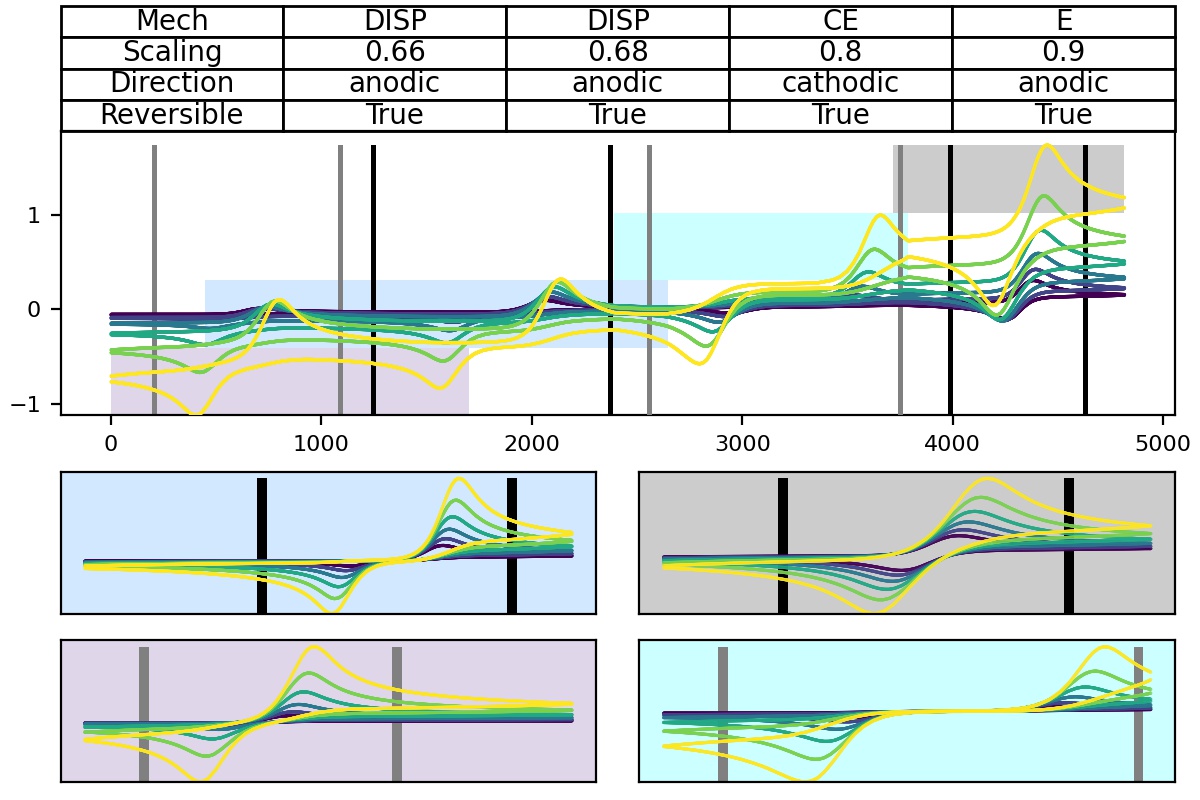 Mech DISP DISP CE E
Scaling 0.66 0.68 0.8 0.9
Direction anodic anodic cathodic anodic
Reversible True True True True
1
0
−1
0 1000 2000 3000 4000 5000